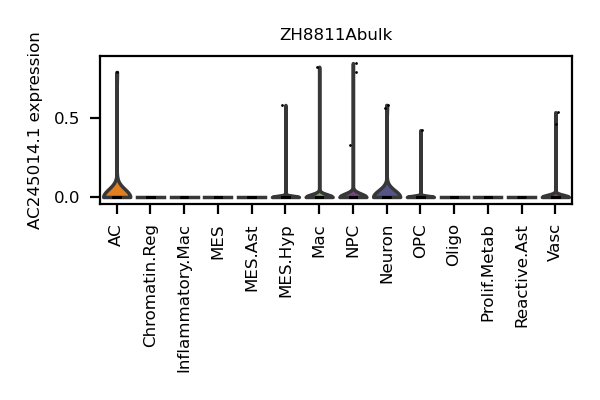 ZH8811Abulk
AC245014.1 expression
0.5
0.0
AC
Chromatin.Reg
Inflammatory.Mac
MES
MES.Ast
MES.Hyp
Mac
NPC
Neuron
OPC
Oligo
Prolif.Metab
Reactive.Ast
Vasc